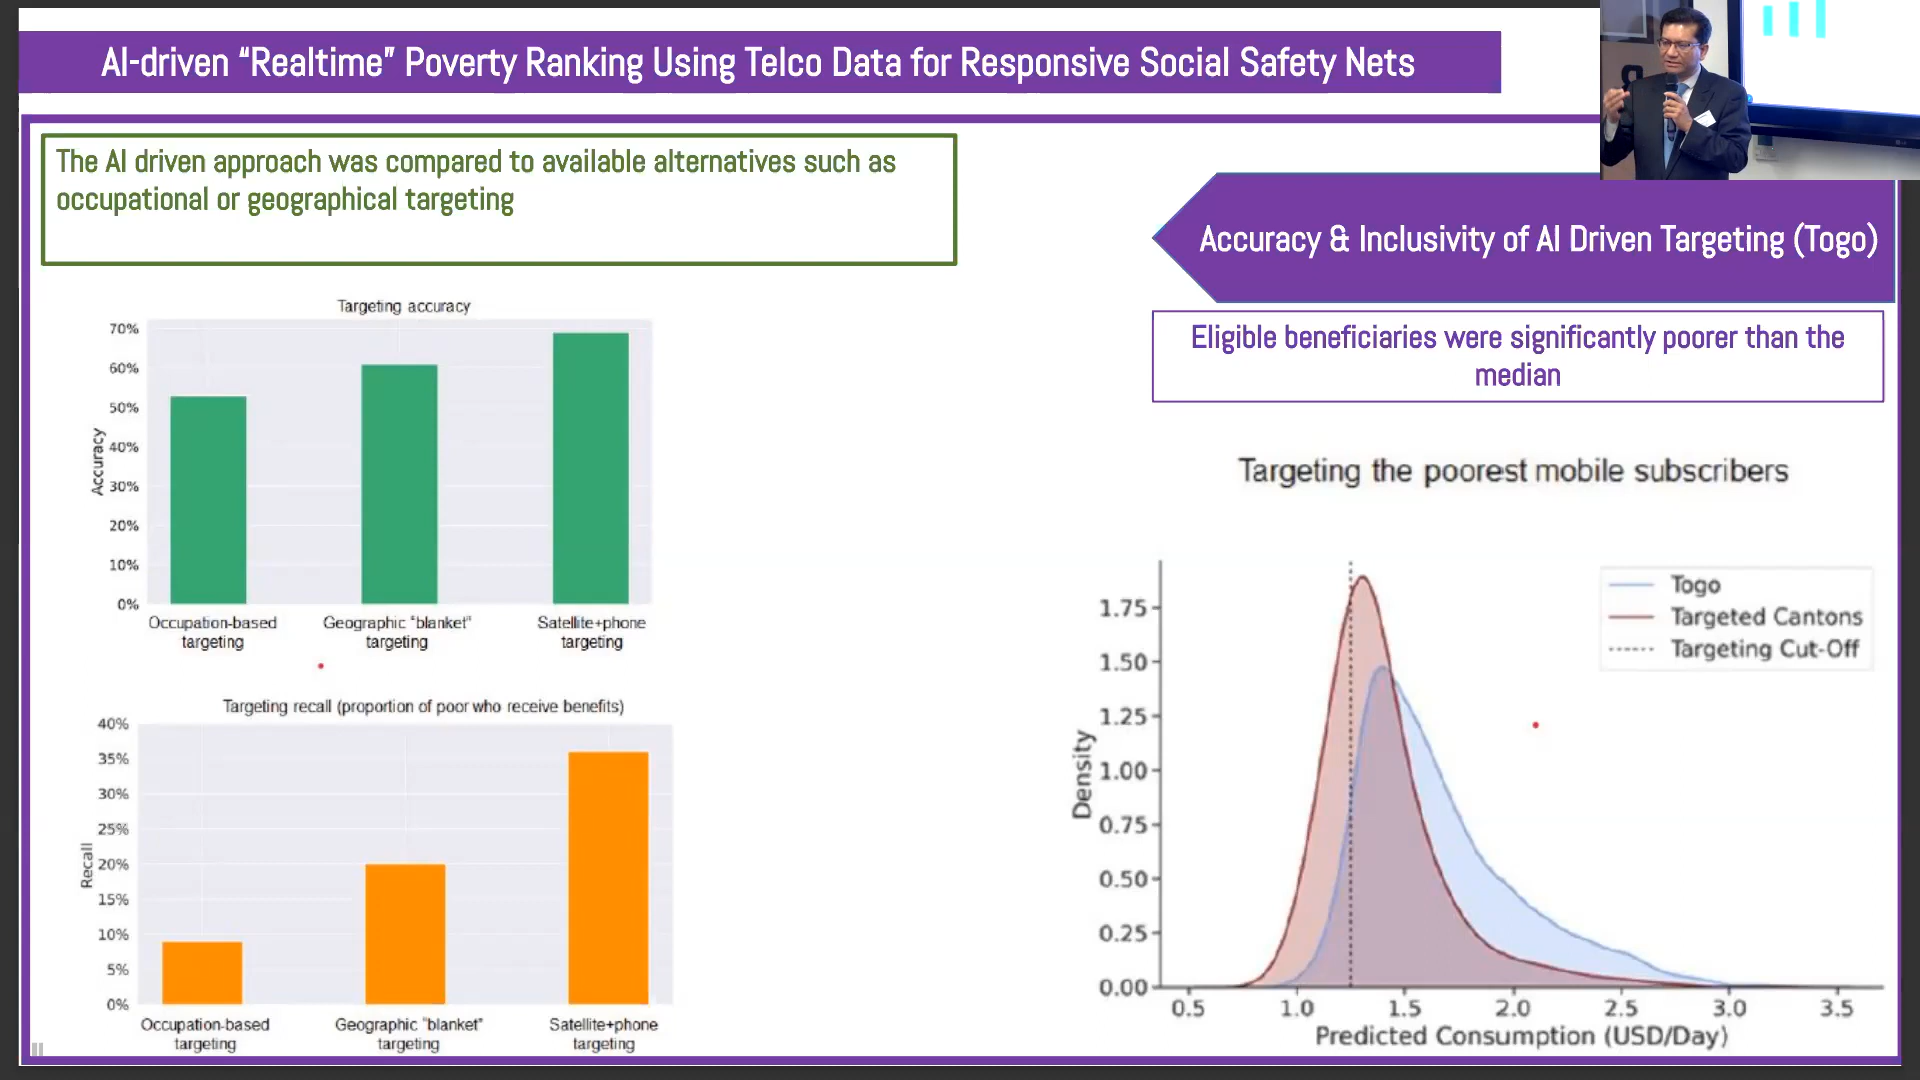 AI-driven “Realtime” Poverty Ranking Using Telco Data for Responsive Social Safety Nets
The AI driven approach was compared to available alternatives such as
occupational or geographical targeting
Accuracy & Inclusivity of AI Driven Targeting (Togo)
Eligible beneficiaries were significantly poorer than the
median
Targeting accuracy
70%
60%
50%
40%
30%
20%
10%
0%
Accuracy
Occupation-based
targeting
Geographic "blanket"
targeting
Satellite+phone
targeting
Targeting recall (proportion of poor who receive benefits)
40%
35%
30%
25%
20%
15%
10%
5%
0%
Recall
Occupation-based
targeting
Geographic "blanket"
targeting
Satellite+phone
targeting
Targeting the poorest mobile subscribers
Togo
Targeted Cantons
Targeting Cut-Off
1.75
1.50
1.25
1.00
0.75
0.50
0.25
0.00
Density
0.5 1.0 1.5 2.0 2.5 3.0 3.5
Predicted Consumption (USD/Day)